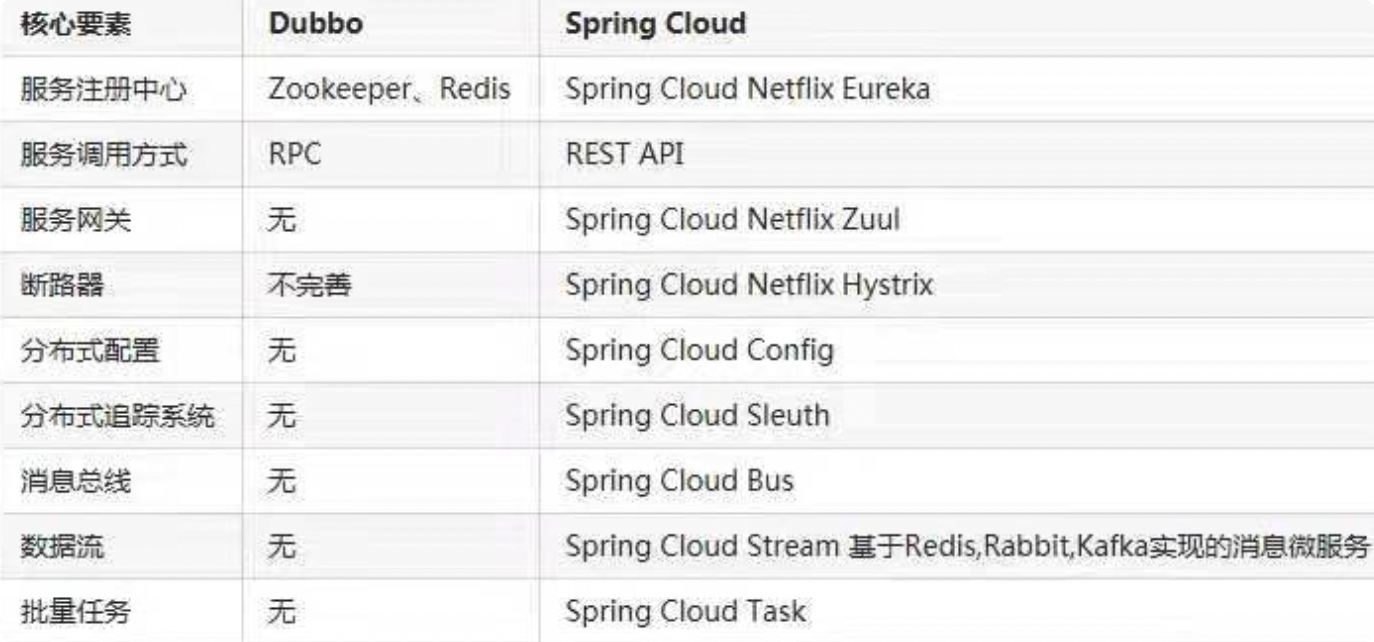 核心要素 Dubbo Spring Cloud
服务注册中心 Zookeeper、Redis Spring Cloud Netflix Eureka
服务调用方式 RPC REST API
服务网关 无 Spring Cloud Netflix Zuul
断路器 不完善 Spring Cloud Netflix Hystrix
分布式配置 无 Spring Cloud Config
分布式追踪系统 无 Spring Cloud Sleuth
消息总线 无 Spring Cloud Bus
数据流 无 Spring Cloud Stream 基于Redis,Rabbit,Kafka实现的消息微服务
批量任务 无 Spring Cloud Task